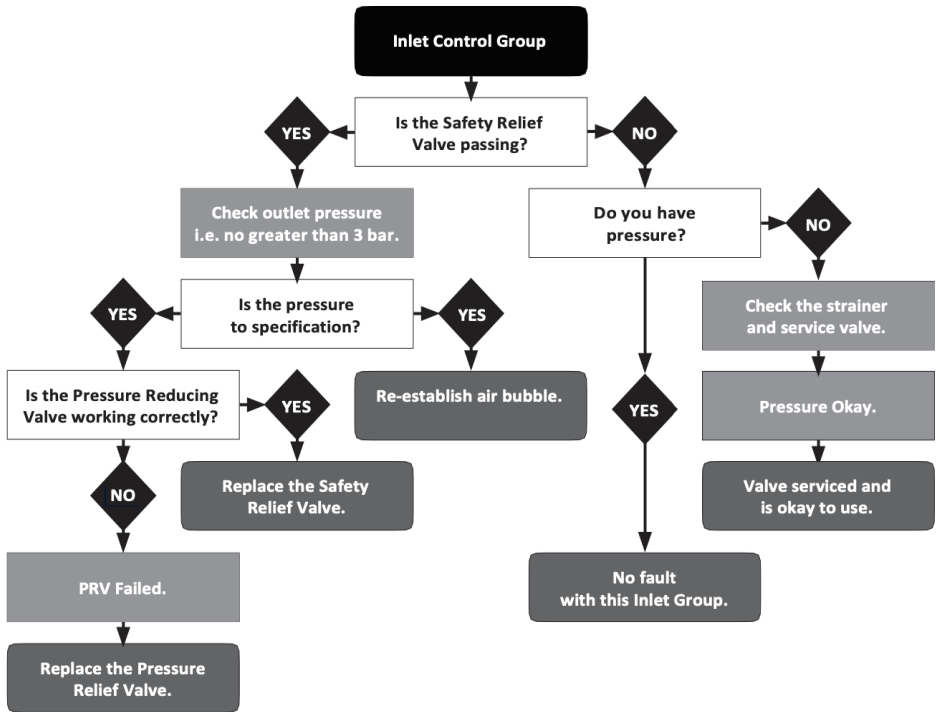 Inlet Control Group
Is the Safety Relief
Valve passing?
YES
NO
Check outlet pressure
i.e. no greater than 3 bar.
Do you have
pressure?
NO
Is the pressure
to specification?
YES
YES
Check the strainer
and service valve.
Is the Pressure Reducing
Valve working correctly?
YES
Re-establish air bubble.
YES
Pressure Okay.
NO
Replace the Safety
Relief Valve.
Valve serviced and
is okay to use.
PRV Failed.
No fault
with this Inlet Group.
Replace the Pressure
Relief Valve.